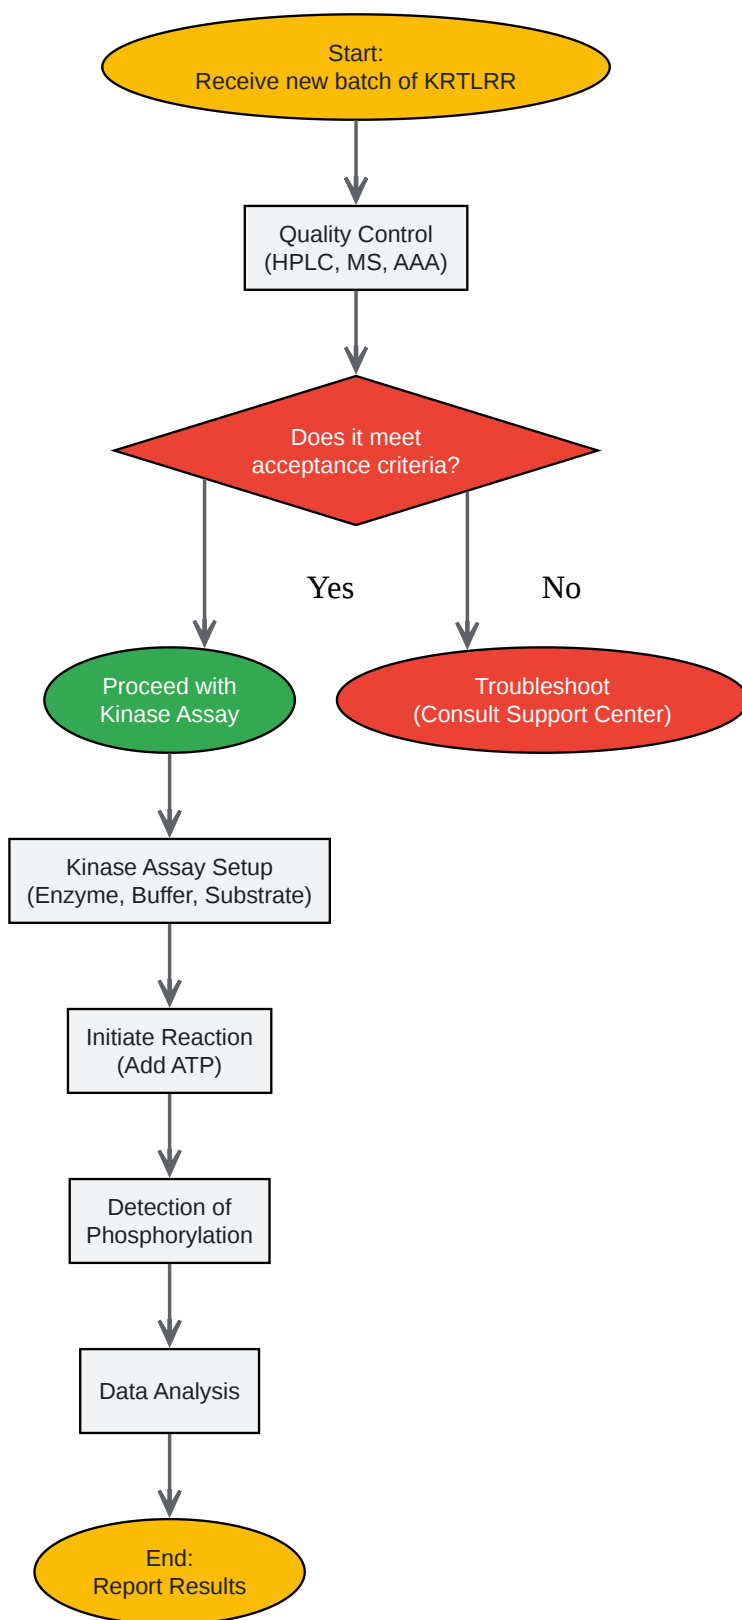 Start:
Receive new batch of KRTLRR
Quality Control
(HPLC, MS, AAA)
Does it meet
acceptance criteria?
Yes
No
Proceed with
Kinase Assay
Troubleshoot
(Consult Support Center)
Kinase Assay Setup
(Enzyme, Buffer, Substrate)
Initiate Reaction
(Add ATP)
Detection of
Phosphorylation
Data Analysis
End:
Report Results